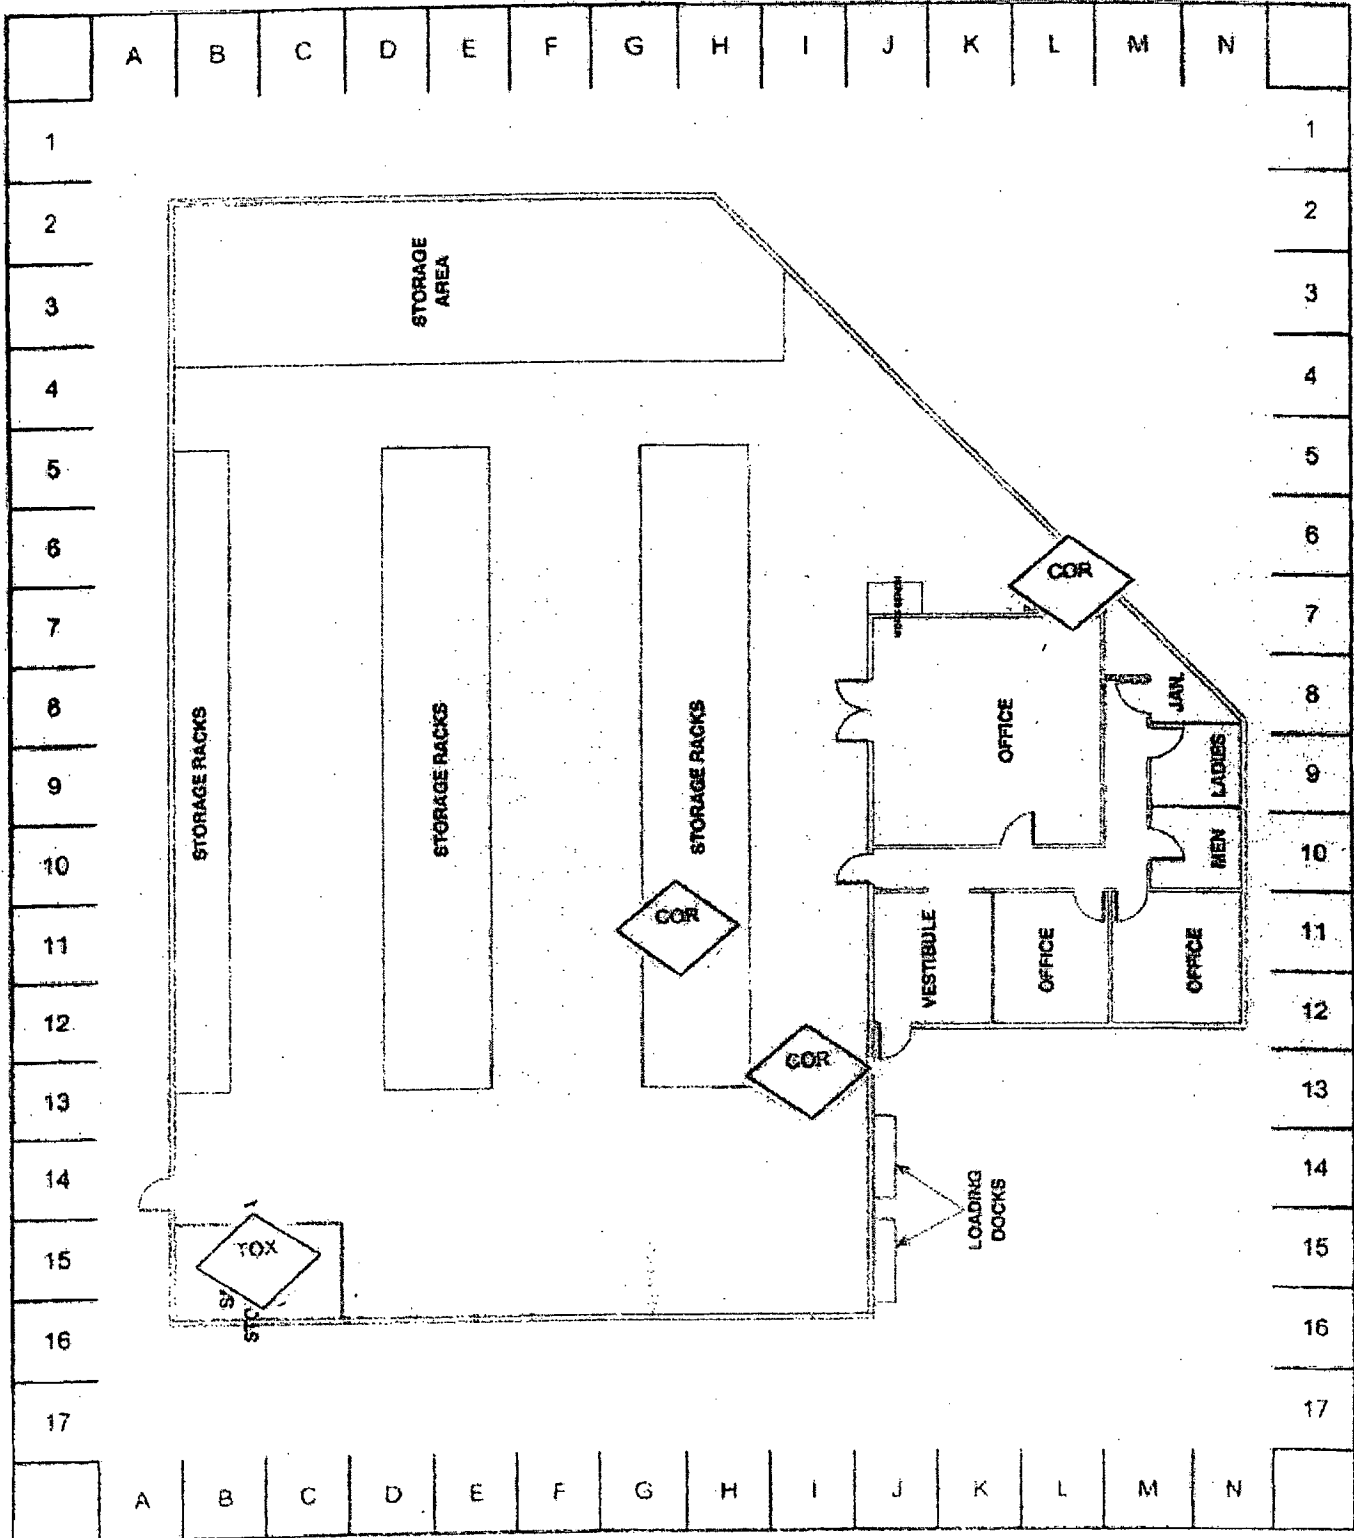 A B C D E F G H I J K L M N
1 1
2 2
STORAGE
AREA
3 3
4 4
5 5
6 6
COR
7 7
8 8
STORAGE RACKS
STORAGE RACKS
STORAGE RACKS
OFFICE
JAN.
LADIES
9 9
MEN
10 10
COR
11 11
VESTIBULE
OFFICE
OFFICE
12 12
COR
13 13
14 14
LOADING
DOCKS
TOX
15 15
STO
16 16
17 17
A B C D E F G H I J K L M N